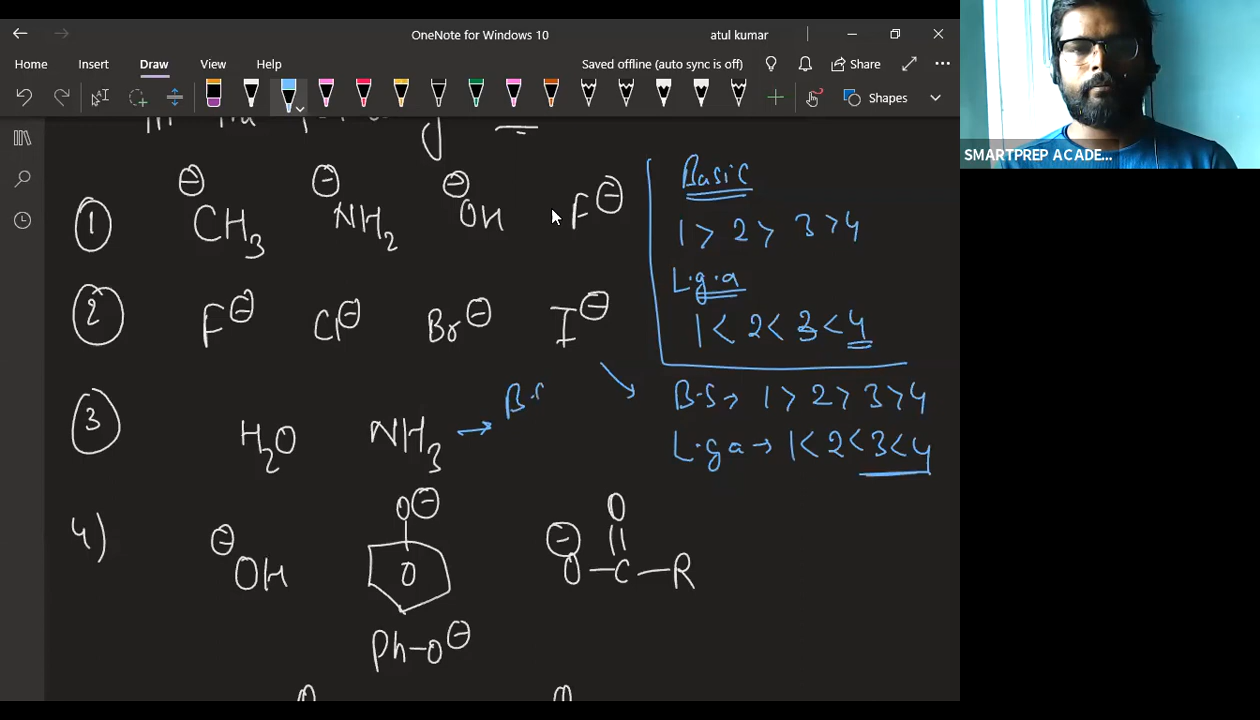 OneNote for Windows 10
atul kumar
Home Insert Draw View Help
Saved offline (auto sync is off)
Share
Shapes
SMARTPREP ACADE...
① ⊖CH3 ⊖NH2 ⊖OH F⊖
② F⊖ Cl⊖ Br⊖ I⊖
③ H2O NH3 → B.
4) ⊖OH O⊖ ⊖O-C-R
O
O
Ph-O⊖
Basic
1 > 2 > 3 > 4
L.g.a
1 < 2 < 3 < 4
B.S → 1 > 2 > 3 > 4
L.g.a → 1 < 2 < 3 < 4